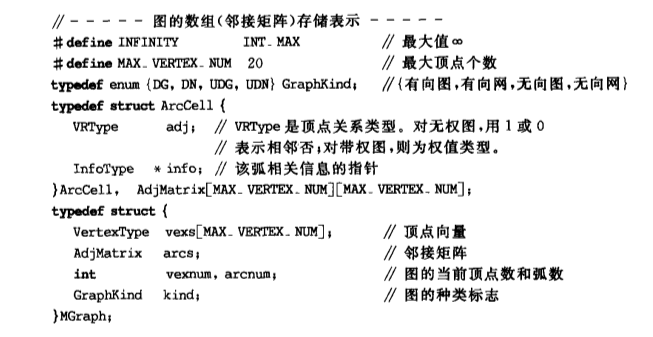 // - - - - - 图的数组(邻接矩阵)存储表示 - - - - -
#define INFINITY INT_MAX // 最大值∞
#define MAX_VERTEX_NUM 20 // 最大顶点个数
typedef enum {DG, DN, UDG, UDN} GraphKind; // {有向图,有向网,无向图,无向网}
typedef struct ArcCell {
VRType adj; // VRType 是顶点关系类型。对无权图,用 1 或 0
// 表示相邻否;对带权图,则为权值类型。
InfoType * info; // 该弧相关信息的指针
}ArcCell, AdjMatrix[MAX_VERTEX_NUM][MAX_VERTEX_NUM];
typedef struct {
VertexType vexs[MAX_VERTEX_NUM]; // 顶点向量
AdjMatrix arcs; // 邻接矩阵
int vexnum, arcnum; // 图的当前顶点数和弧数
GraphKind kind; // 图的种类标志
}MGraph;